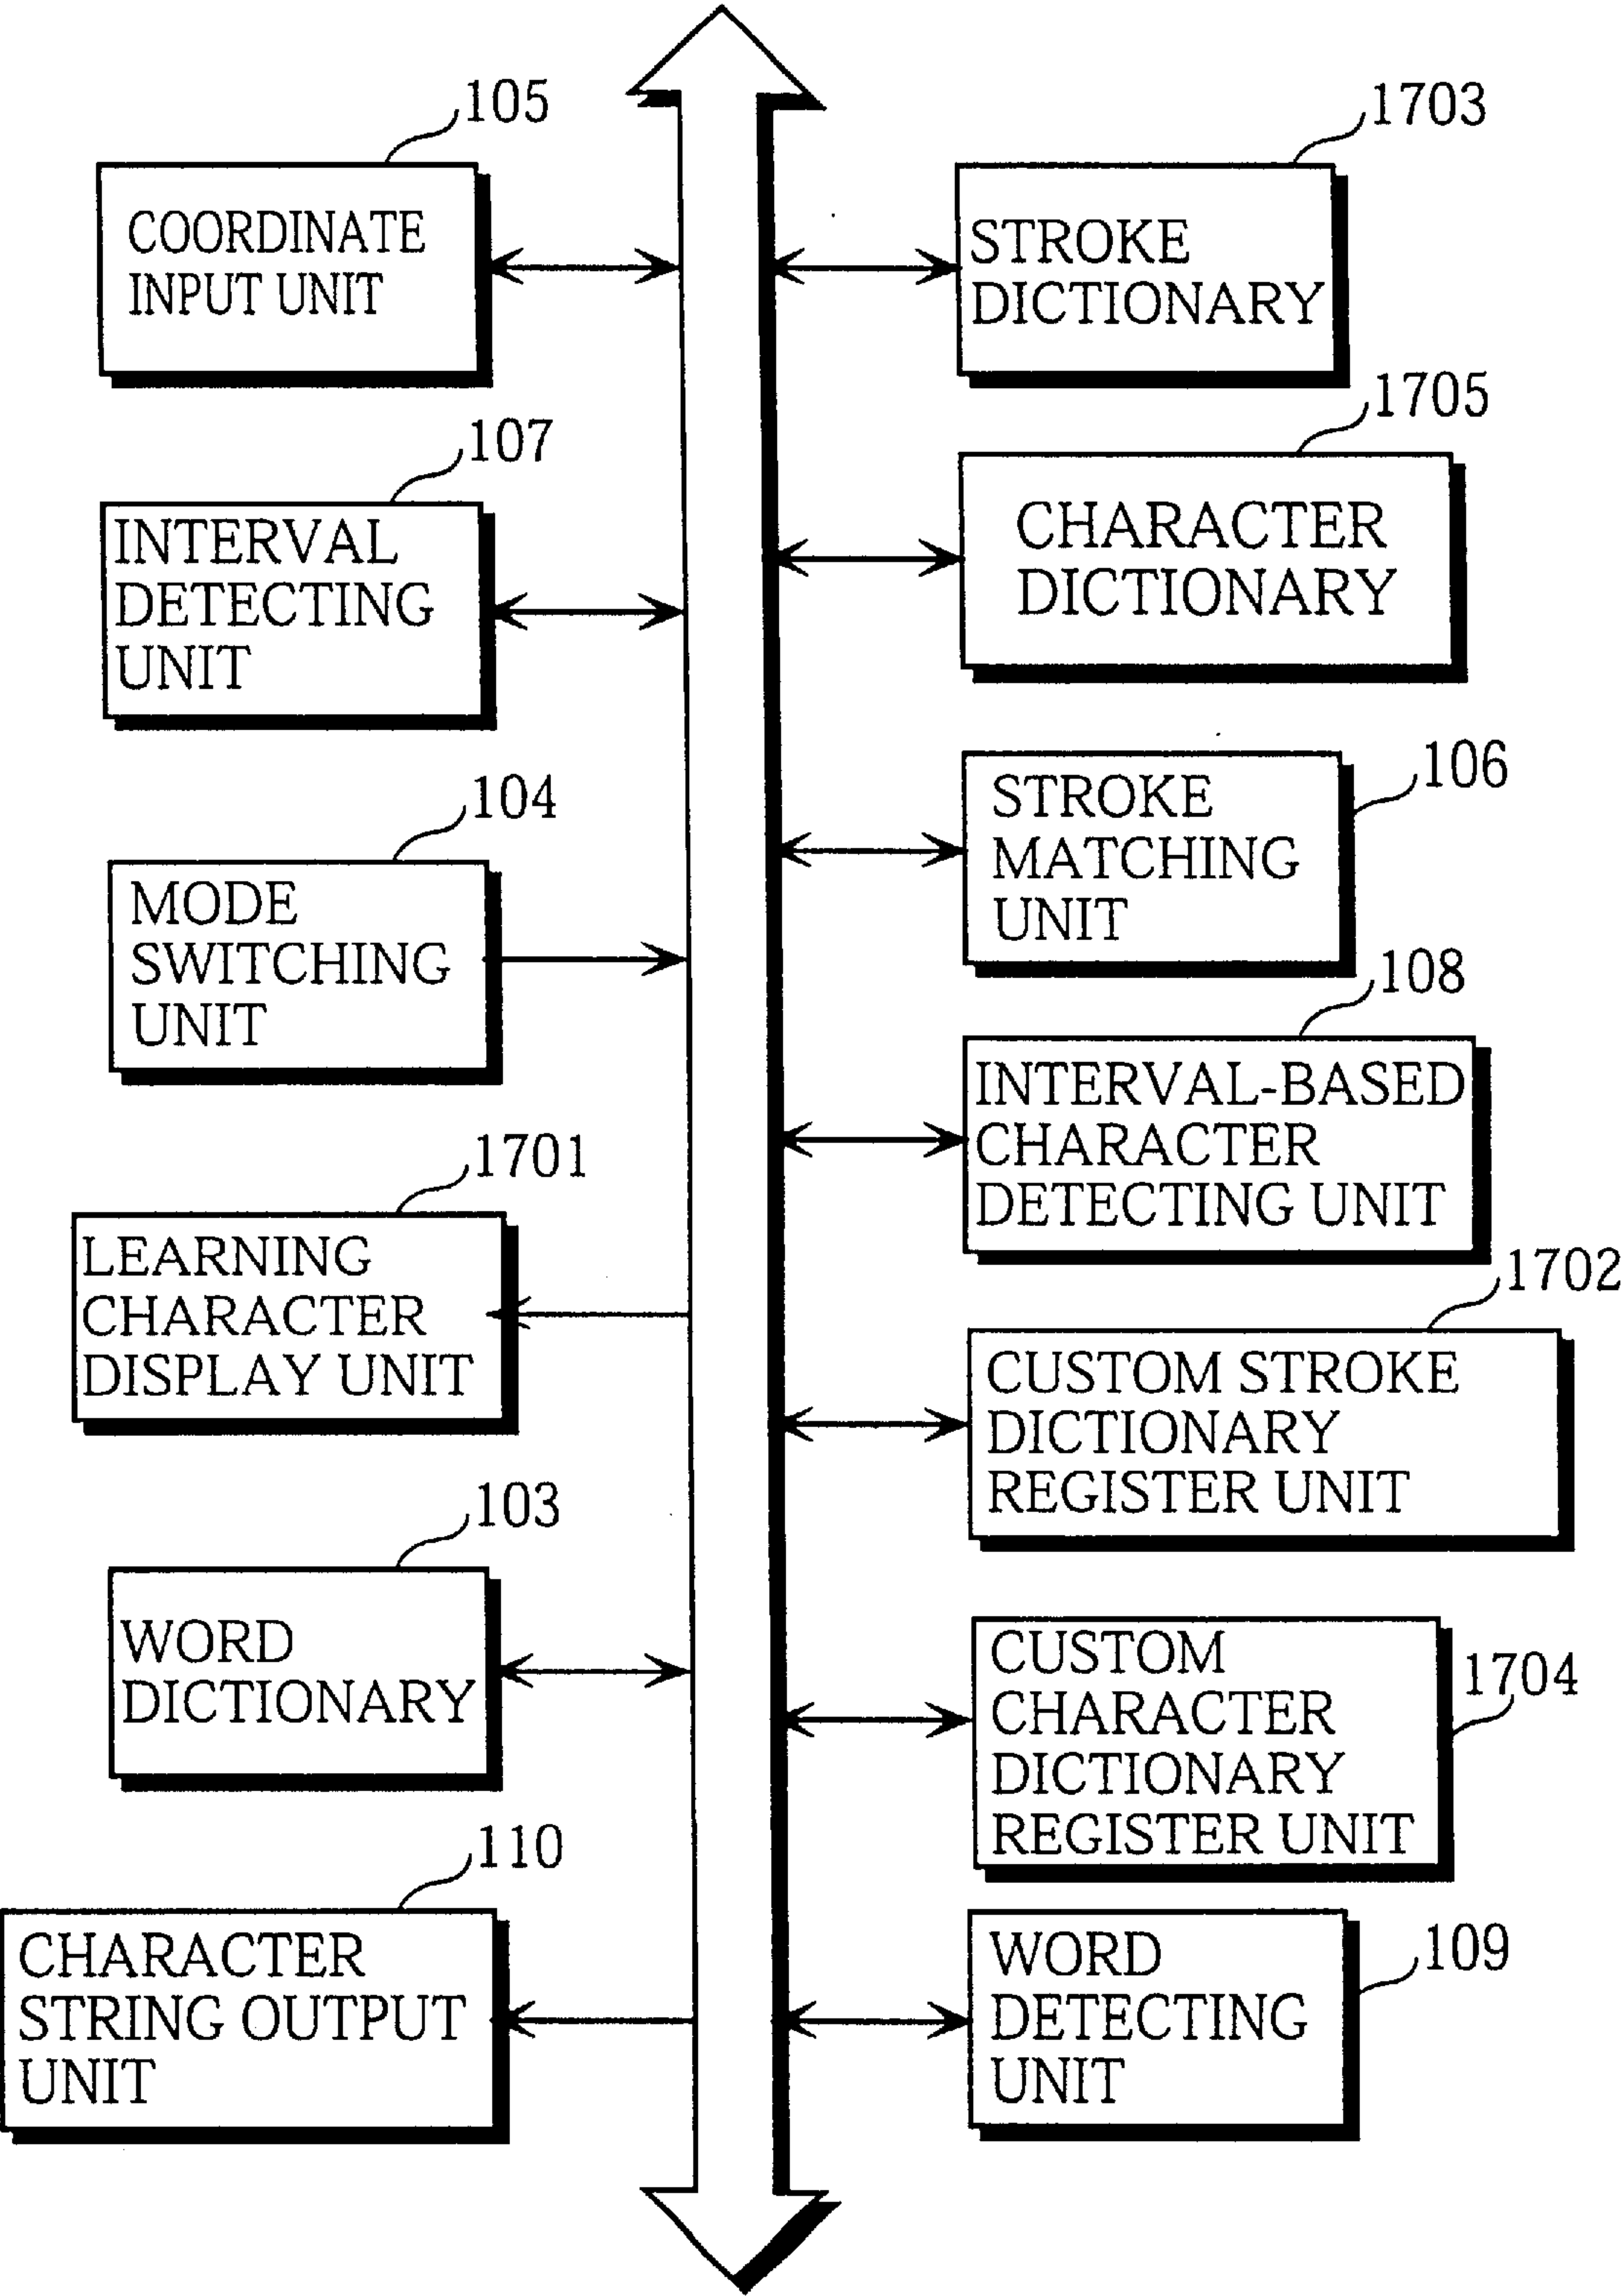 105
COORDINATE
INPUT UNIT
107
INTERVAL
DETECTING
UNIT
104
MODE
SWITCHING
UNIT
1701
LEARNING
CHARACTER
DISPLAY UNIT
103
WORD
DICTIONARY
110
CHARACTER
STRING OUTPUT
UNIT
1703
STROKE
DICTIONARY
1705
CHARACTER
DICTIONARY
106
STROKE
MATCHING
UNIT
108
INTERVAL-BASED
CHARACTER
DETECTING UNIT
1702
CUSTOM STROKE
DICTIONARY
REGISTER UNIT
1704
CUSTOM
CHARACTER
DICTIONARY
REGISTER UNIT
109
WORD
DETECTING
UNIT